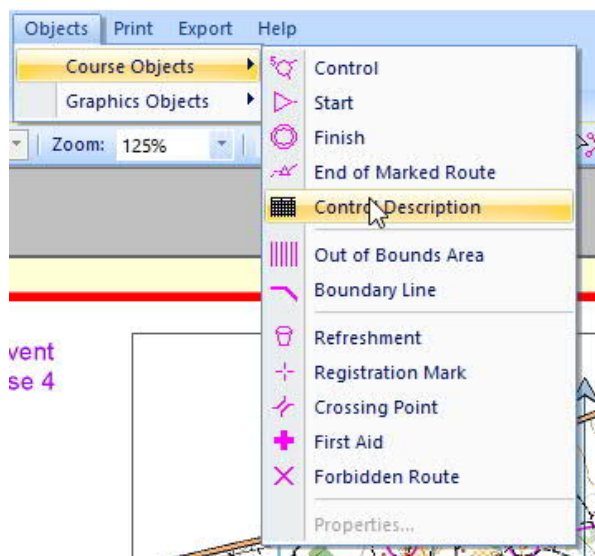 Objects Print Export Help
Course Objects
Graphics Objects
Zoom: 125%
Control
Start
Finish
End of Marked Route
Control Description
Out of Bounds Area
Boundary Line
Refreshment
Registration Mark
Crossing Point
First Aid
Forbidden Route
Properties...
vent
se 4